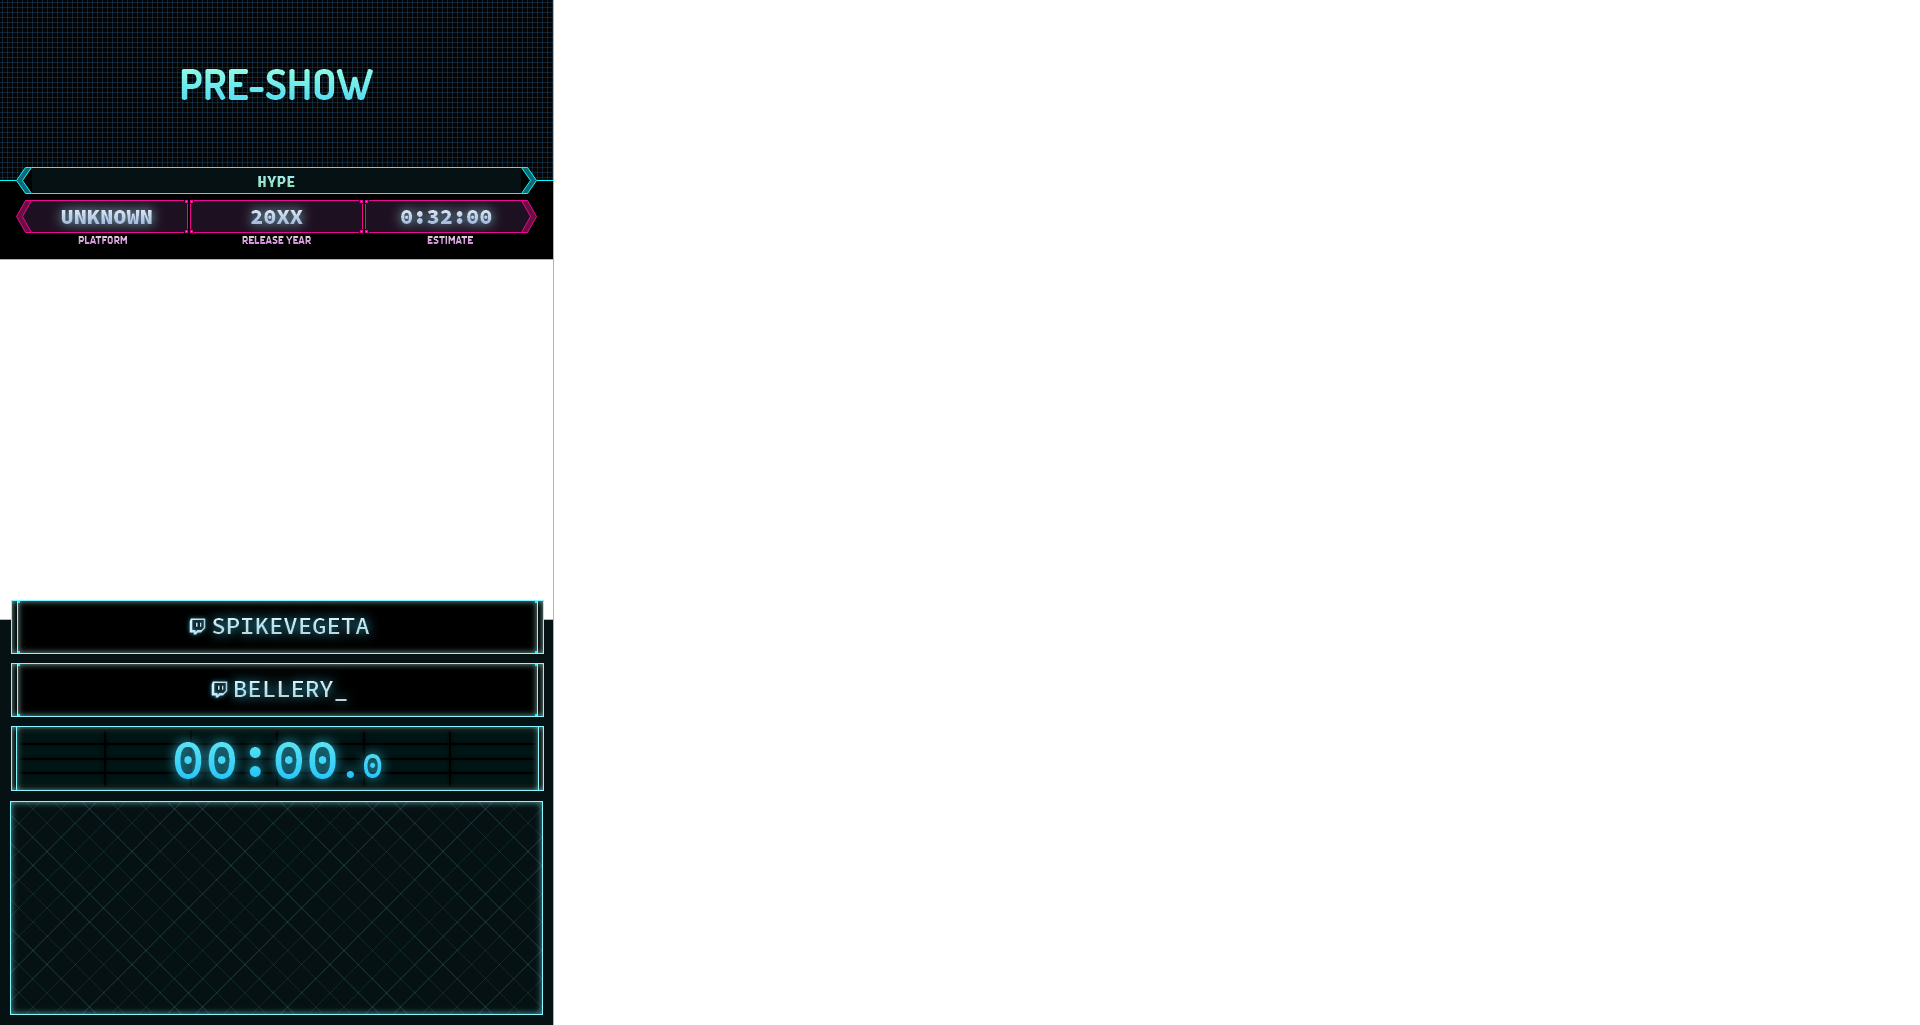 PRE-SHOW
HYPE
UNKNOWN 20XX 0:32:00
PLATFORM RELEASE YEAR ESTIMATE
SPIKEVEGETA
BELLERY_
00:00.0